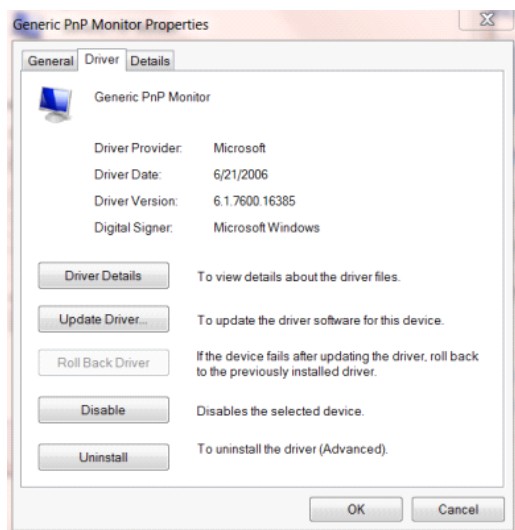 Generic PnP Monitor Properties
General Driver Details
Generic PnP Monitor
Driver Provider: Microsoft
Driver Date: 6/21/2006
Driver Version: 6.1.7600.16385
Digital Signer: Microsoft Windows
Driver Details To view details about the driver files.
Update Driver... To update the driver software for this device.
Roll Back Driver If the device fails after updating the driver, roll back
to the previously installed driver.
Disable Disables the selected device.
Uninstall To uninstall the driver (Advanced).
OK Cancel